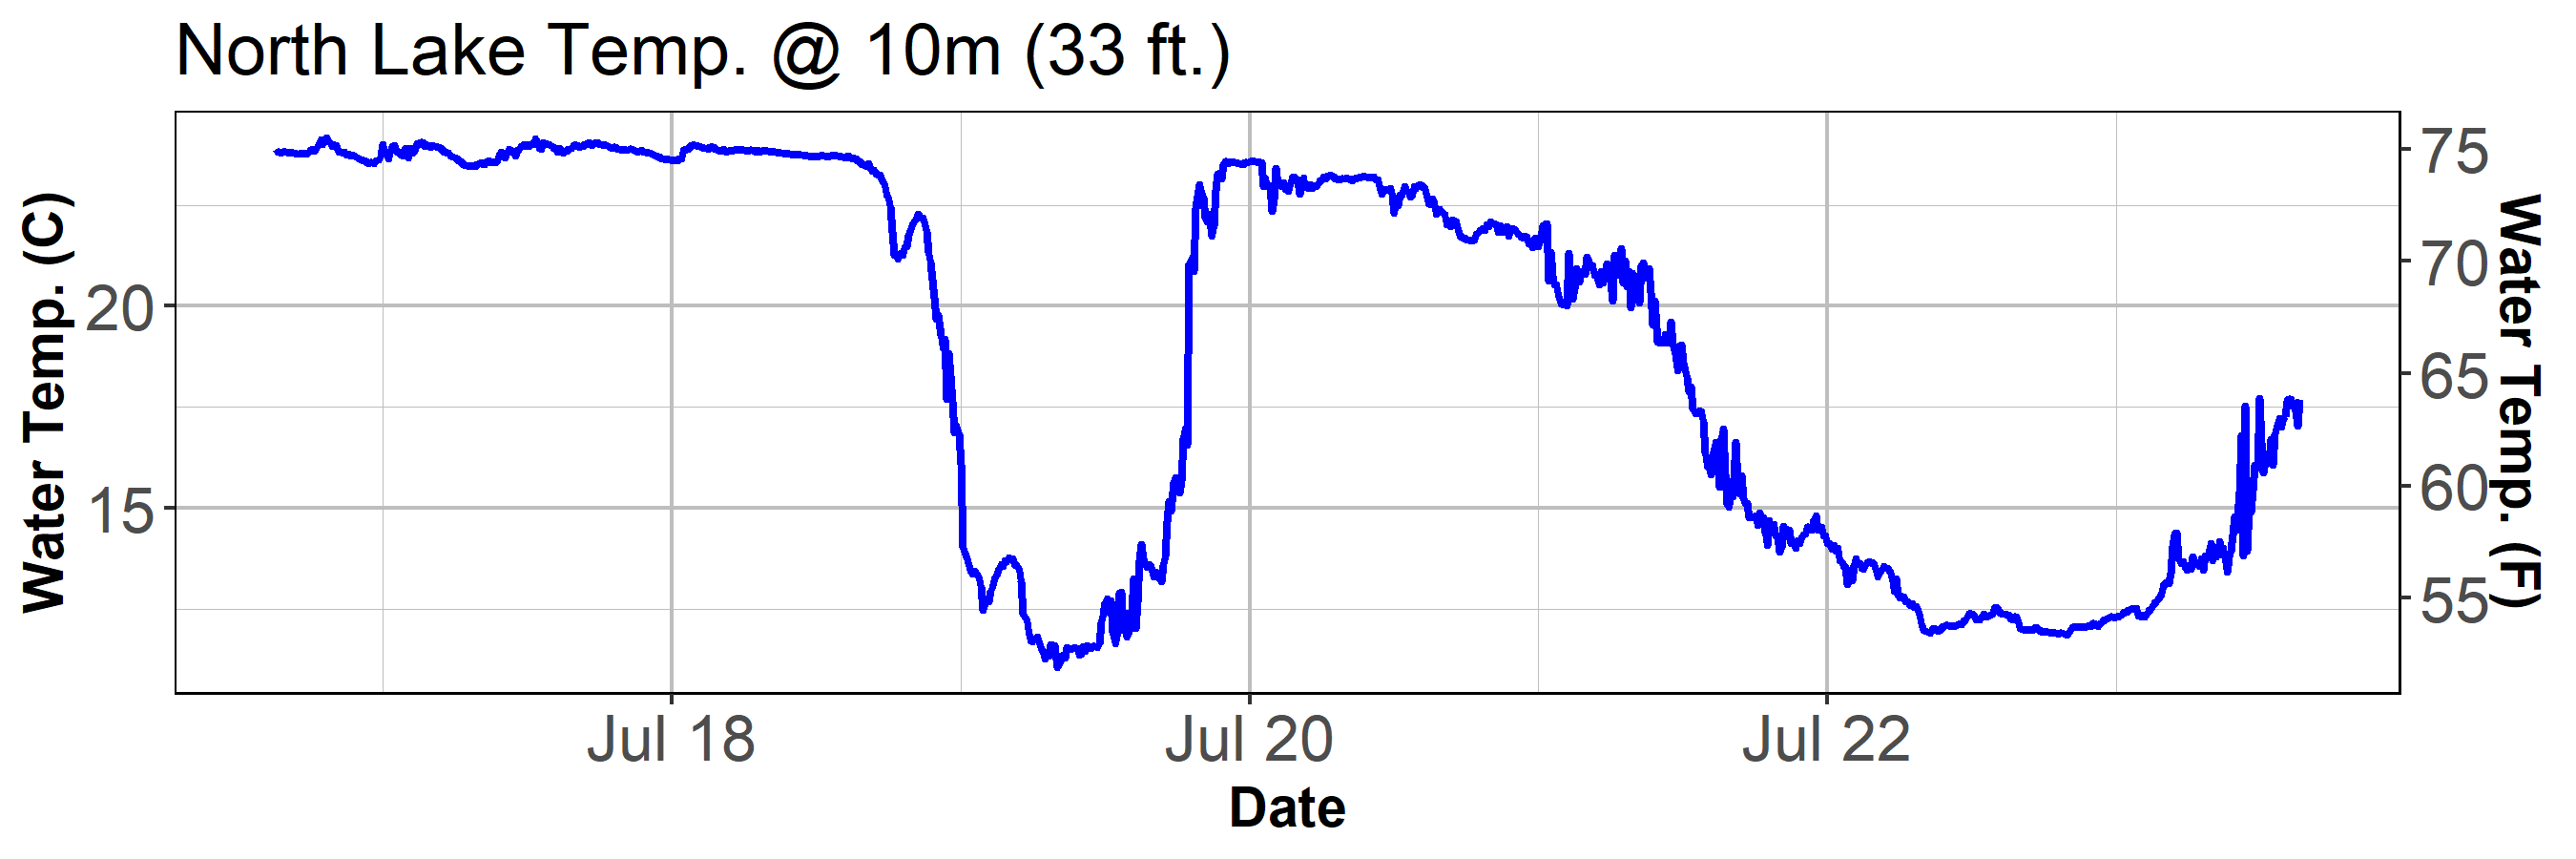 North Lake Temp. @ 10m (33 ft.)
Water Temp. (C)
20
15
75
70
65
60
55
Water Temp. (F)
Jul 18
Jul 20
Jul 22
Date